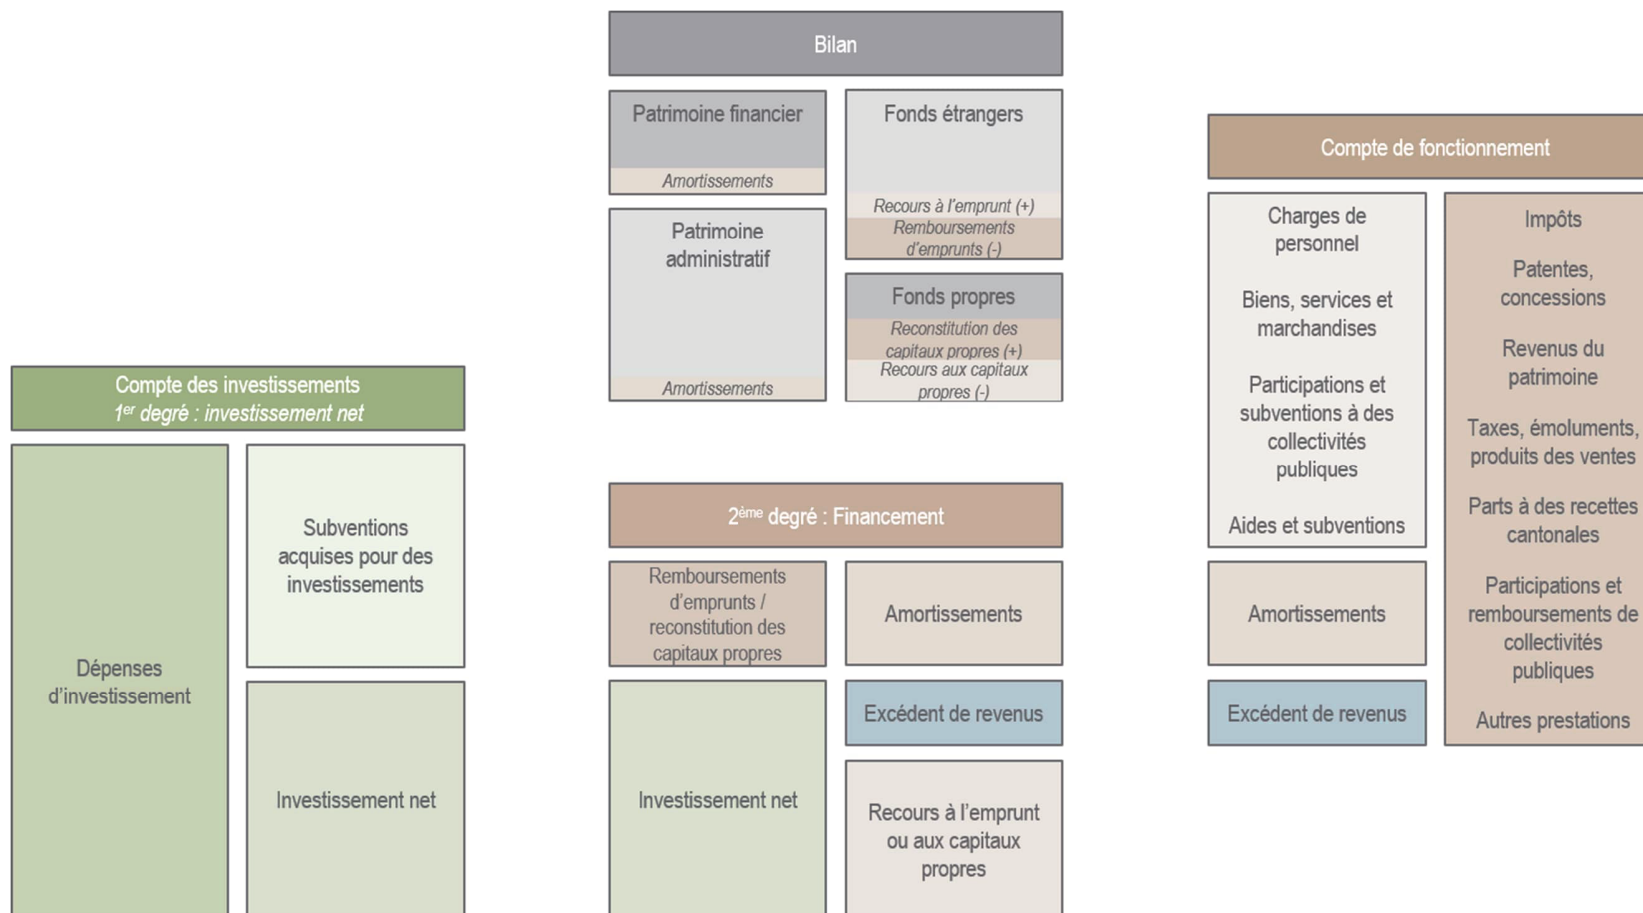 Bilan
Patrimoine financier
Amortissements
Patrimoine
administratif
Amortissements
Fonds étrangers
Recours à l'emprunt (+)
Remboursements
d'emprunts (-)
Fonds propres
Reconstitution des
capitaux propres (+)
Recours aux capitaux
propres (-)
Compte de fonctionnement
Charges de
personnel
Biens, services et
marchandises
Participations et
subventions à des
collectivités
publiques
Aides et subventions
Amortissements
Excédent de revenus
Impôts
Patentes,
concessions
Revenus du
patrimoine
Taxes, émoluments,
produits des ventes
Parts à des recettes
cantonales
Participations et
remboursements de
collectivités
publiques
Autres prestations
Compte des investissements
1er degré : investissement net
Dépenses
d'investissement
Subventions
acquises pour des
investissements
Investissement net
2ème degré : Financement
Remboursements
d'emprunts /
reconstitution des
capitaux propres
Investissement net
Amortissements
Excédent de revenus
Recours à l'emprunt
ou aux capitaux
propres